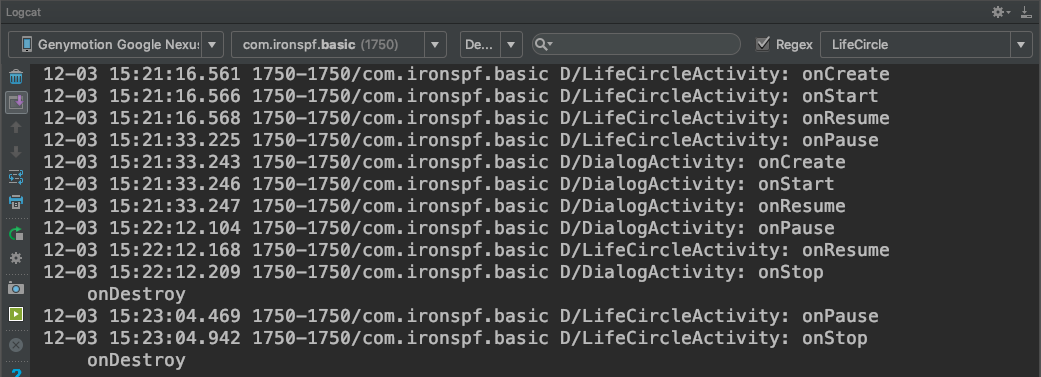 Logcat
Genymotion Google Nexus com.ironspf.basic (1750) De... Regex LifeCircle
12-03 15:21:16.561 1750-1750/com.ironspf.basic D/LifeCircleActivity: onCreate
12-03 15:21:16.566 1750-1750/com.ironspf.basic D/LifeCircleActivity: onStart
12-03 15:21:16.568 1750-1750/com.ironspf.basic D/LifeCircleActivity: onResume
12-03 15:21:33.225 1750-1750/com.ironspf.basic D/LifeCircleActivity: onPause
12-03 15:21:33.243 1750-1750/com.ironspf.basic D/DialogActivity: onCreate
12-03 15:21:33.246 1750-1750/com.ironspf.basic D/DialogActivity: onStart
12-03 15:21:33.247 1750-1750/com.ironspf.basic D/DialogActivity: onResume
12-03 15:22:12.104 1750-1750/com.ironspf.basic D/DialogActivity: onPause
12-03 15:22:12.168 1750-1750/com.ironspf.basic D/LifeCircleActivity: onResume
12-03 15:22:12.209 1750-1750/com.ironspf.basic D/DialogActivity: onStop
onDestroy
12-03 15:23:04.469 1750-1750/com.ironspf.basic D/LifeCircleActivity: onPause
12-03 15:23:04.942 1750-1750/com.ironspf.basic D/LifeCircleActivity: onStop
onDestroy